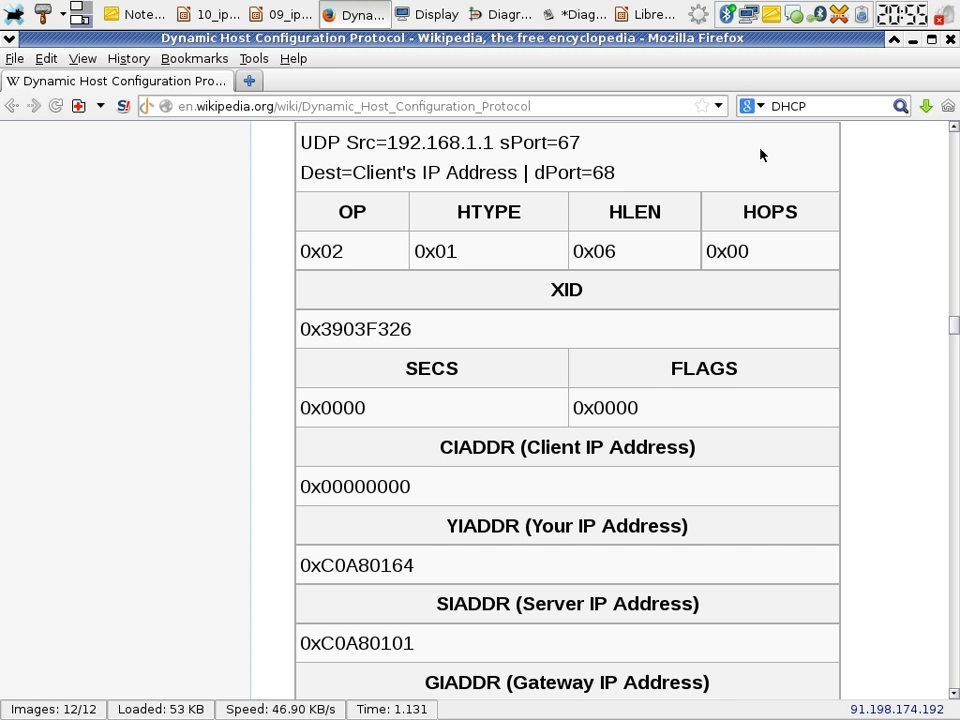 Note...
10_ip...
09_ip...
Dyna...
Display
Diagr...
*Diag...
Libre...
20:55
Dynamic Host Configuration Protocol - Wikipedia, the free encyclopedia - Mozilla Firefox
File Edit View History Bookmarks Tools Help
W Dynamic Host Configuration Pro...
en.wikipedia.org/wiki/Dynamic_Host_Configuration_Protocol
DHCP
UDP Src=192.168.1.1 sPort=67
Dest=Client's IP Address | dPort=68
OP HTYPE HLEN HOPS
0x02 0x01 0x06 0x00
XID
0x3903F326
SECS FLAGS
0x0000 0x0000
CIADDR (Client IP Address)
0x00000000
YIADDR (Your IP Address)
0xC0A80164
SIADDR (Server IP Address)
0xC0A80101
GIADDR (Gateway IP Address)
Images: 12/12 Loaded: 53 KB Speed: 46.90 KB/s Time: 1.131 91.198.174.192